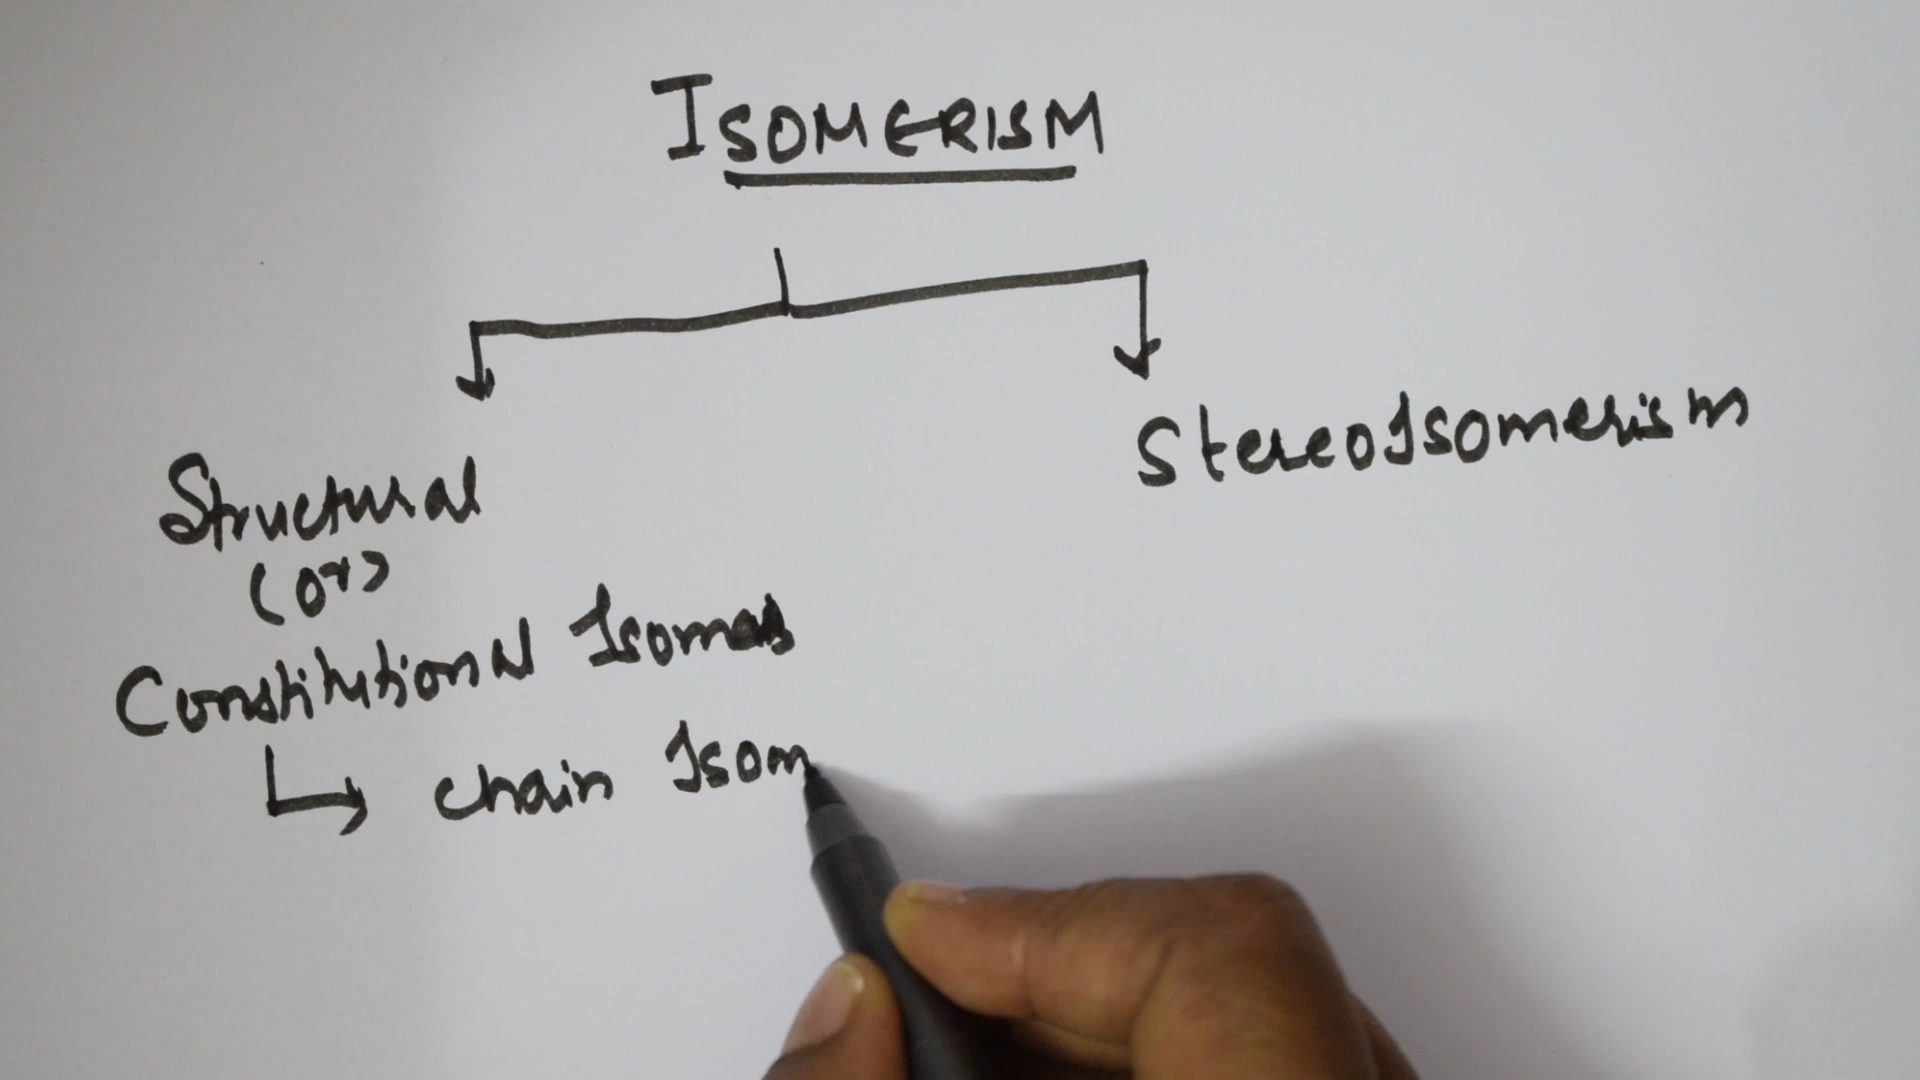 ISOMERISM
Structural
StereoIsomerism
(or)
Constitutional Isomers
chain Isom